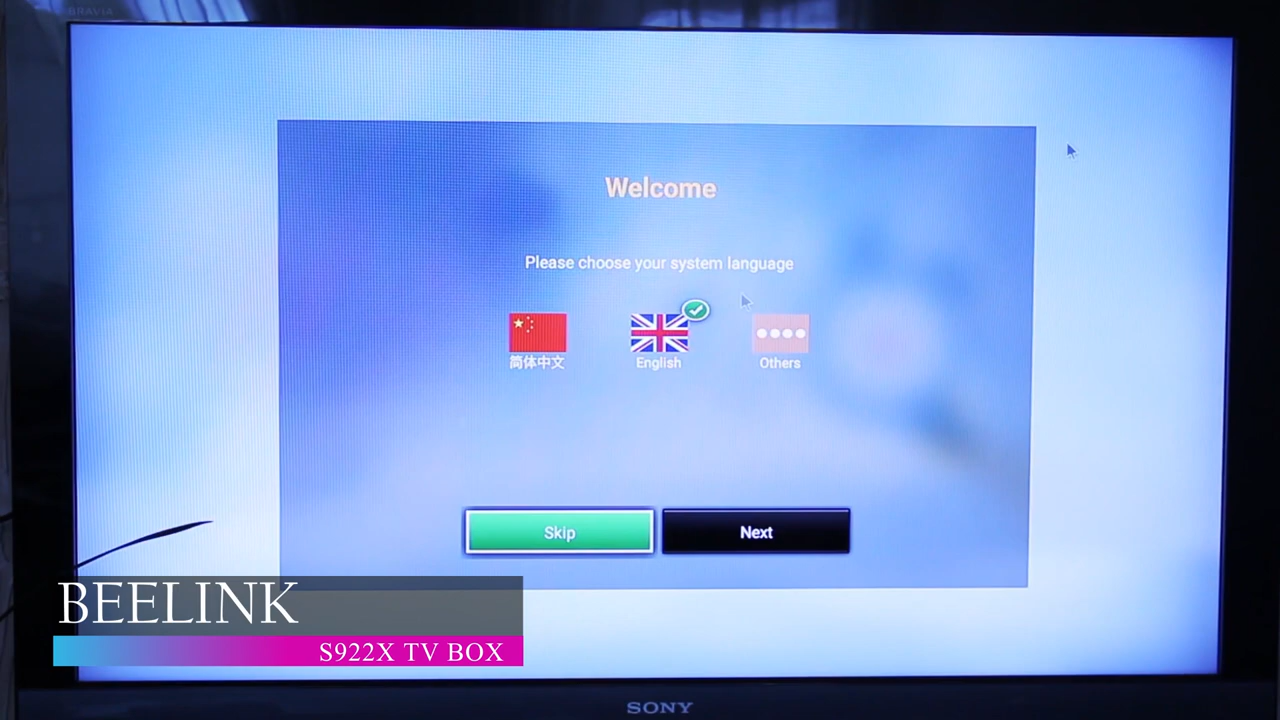 BRAVIA
Welcome
Please choose your system language
简体中文
English
Others
Skip
Next
BEELINK
S922X TV BOX
SONY